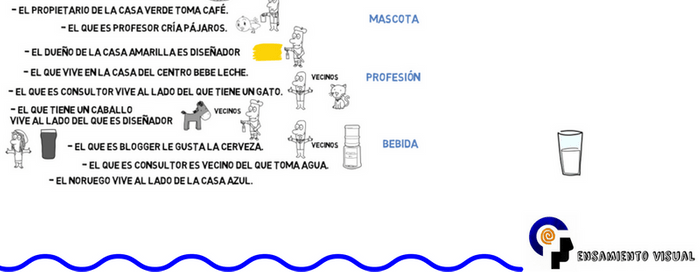 - EL PROPIETARIO DE LA CASA VERDE TOMA CAFÉ.
- EL QUE ES PROFESOR CRÍA PÁJAROS.
- EL DUEÑO DE LA CASA AMARILLA ES DISEÑADOR
- EL QUE VIVE EN LA CASA DEL CENTRO BEBE LECHE.
- EL QUE ES CONSULTOR VIVE AL LADO DEL QUE TIENE UN GATO.
VECINOS
- EL QUE TIENE UN CABALLO
VIVE AL LADO DEL QUE ES DISEÑADOR
VECINOS
- EL QUE ES BLOGGER LE GUSTA LA CERVEZA.
VECINOS
- EL QUE ES CONSULTOR ES VECINO DEL QUE TOMA AGUA.
- EL NORUEGO VIVE AL LADO DE LA CASA AZUL.
MASCOTA
PROFESIÓN
BEBIDA
ENSAMIENTO VISUAL